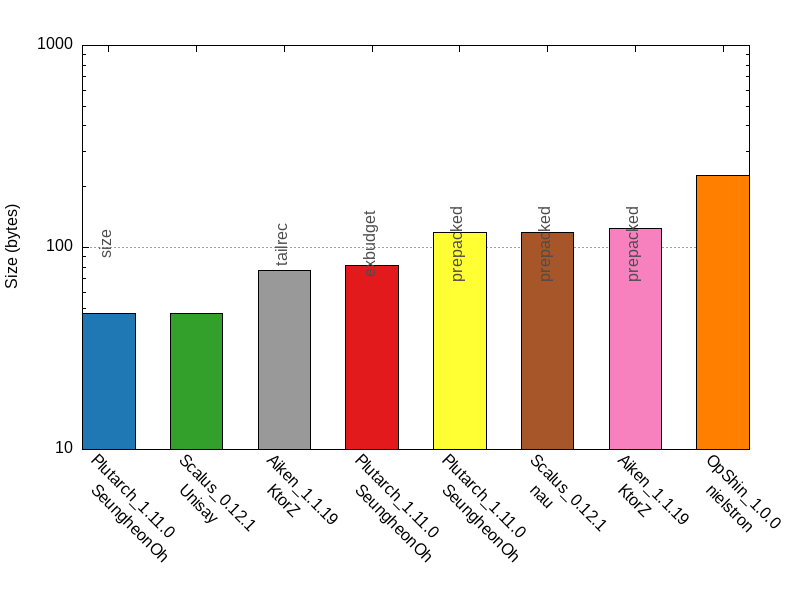 1000
100
10
Size (bytes)
size
tailrec
exbudget
prepacked
prepacked
prepacked
Plutarch_1.11.0
SeungheonOh
Scalus_0.12.1
Unisay
Aiken_1.1.19
KtorZ
Plutarch_1.11.0
SeungheonOh
Plutarch_1.11.0
SeungheonOh
Scalus_0.12.1
nau
Aiken_1.1.19
KtorZ
OpShin_1.0.0
nielstron